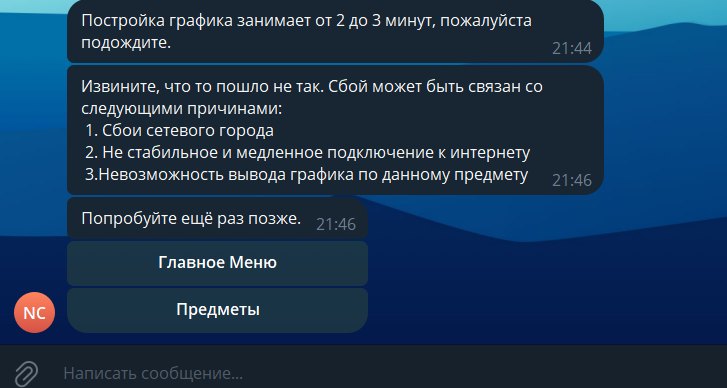 Постройка графика занимает от 2 до 3 минут, пожалуйста
подождите.
21:44
Извините, что то пошло не так. Сбой может быть связан со
следующими причинами:
1. Сбои сетевого города
2. Не стабильное и медленное подключение к интернету
3.Невозможность вывода графика по данному предмету
21:46
Попробуйте ещё раз позже.
21:46
Главное Меню
Предметы
NC
Написать сообщение...